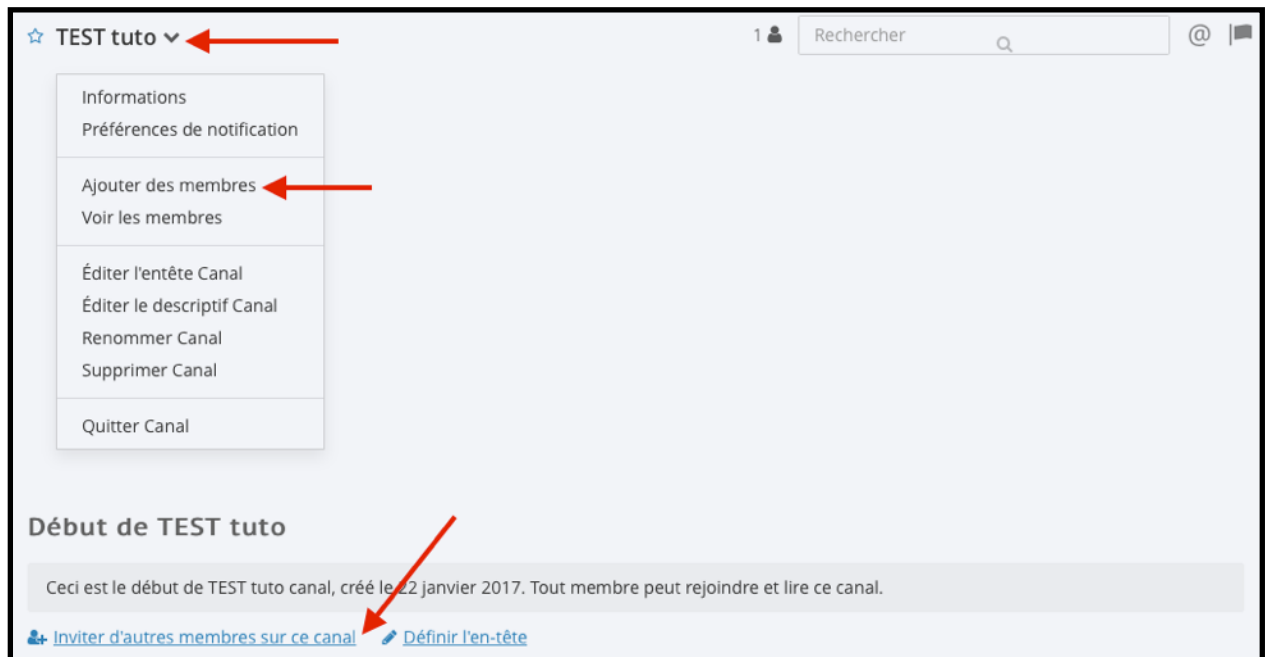 TEST tuto
1
Rechercher
@
Informations
Préférences de notification
Ajouter des membres
Voir les membres
Éditer l'entête Canal
Éditer le descriptif Canal
Renommer Canal
Supprimer Canal
Quitter Canal
Début de TEST tuto
Ceci est le début de TEST tuto canal, créé le 22 janvier 2017. Tout membre peut rejoindre et lire ce canal.
Inviter d'autres membres sur ce canal Définir l'en-tête